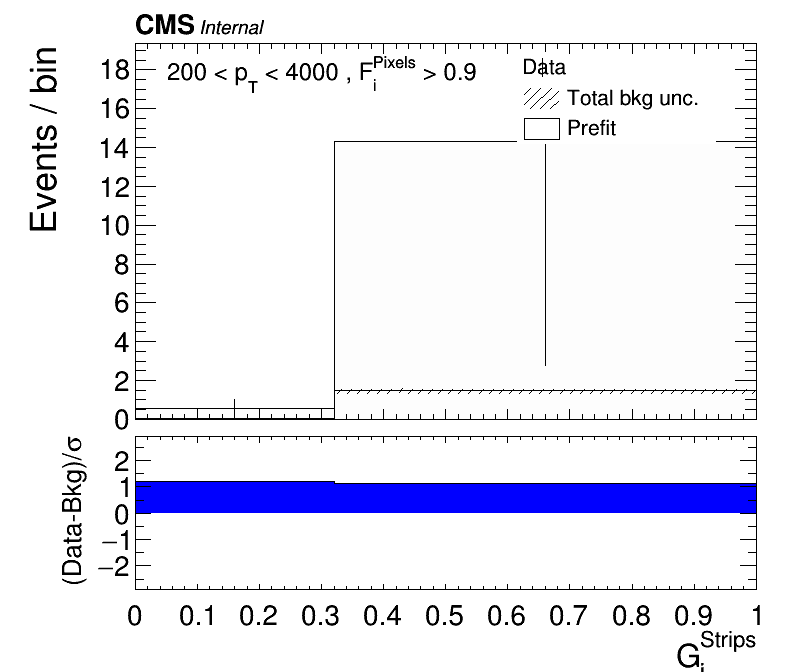 CMS Internal
200 < p_T < 4000 , F_i^Pixels > 0.9
Data
Total bkg unc.
Prefit
Events / bin
18
16
14
12
10
8
6
4
2
0
(Data-Bkg)/σ
2
1
0
−1
−2
0 0.1 0.2 0.3 0.4 0.5 0.6 0.7 0.8 0.9 1
G_i^Strips